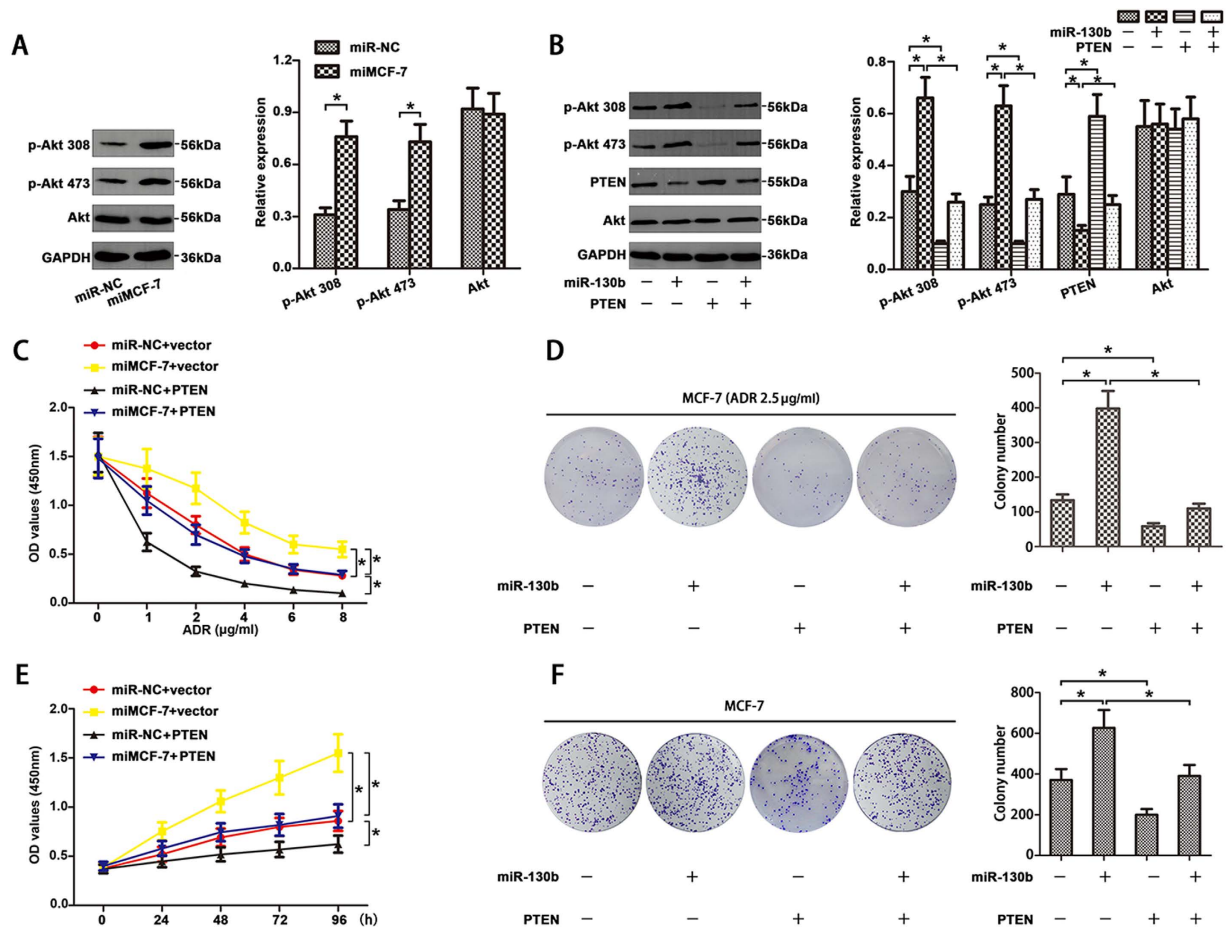 A
miR-NC
miMCF-7
p-Akt 308
56kDa
p-Akt 473
56kDa
Akt
56kDa
GAPDH
36kDa
miR-NC
miMCF-7
Relative expression
1.2
0.9
0.6
0.3
0.0
*
*
p-Akt 308
p-Akt 473
Akt
B
miR-130b − + − +
PTEN − − + +
p-Akt 308
56kDa
p-Akt 473
56kDa
PTEN
55kDa
Akt
56kDa
GAPDH
36kDa
miR-130b − + − +
PTEN − − + +
Relative expression
0.8
0.6
0.4
0.2
0.0
*
* *
*
* *
*
* *
p-Akt 308
p-Akt 473
PTEN
Akt
C
miR-NC+vector
miMCF-7+vector
miR-NC+PTEN
miMCF-7+PTEN
OD values (450nm)
2.0
1.5
1.0
0.5
0.0
* *
*
0 1 2 4 6 8
ADR (μg/ml)
D
MCF-7 (ADR 2.5μg/ml)
miR-130b − + − +
PTEN − − + +
Colony number
500
400
300
200
100
0
*
* *
− + − +
miR-130b
PTEN − − + +
E
miR-NC+vector
miMCF-7+vector
miR-NC+PTEN
miMCF-7+PTEN
OD values (450nm)
2.0
1.5
1.0
0.5
0.0
* *
*
0 24 48 72 96 (h)
F
MCF-7
miR-130b − + − +
PTEN − − + +
Colony number
800
600
400
200
0
*
* *
miR-130b − + − +
PTEN − − + +